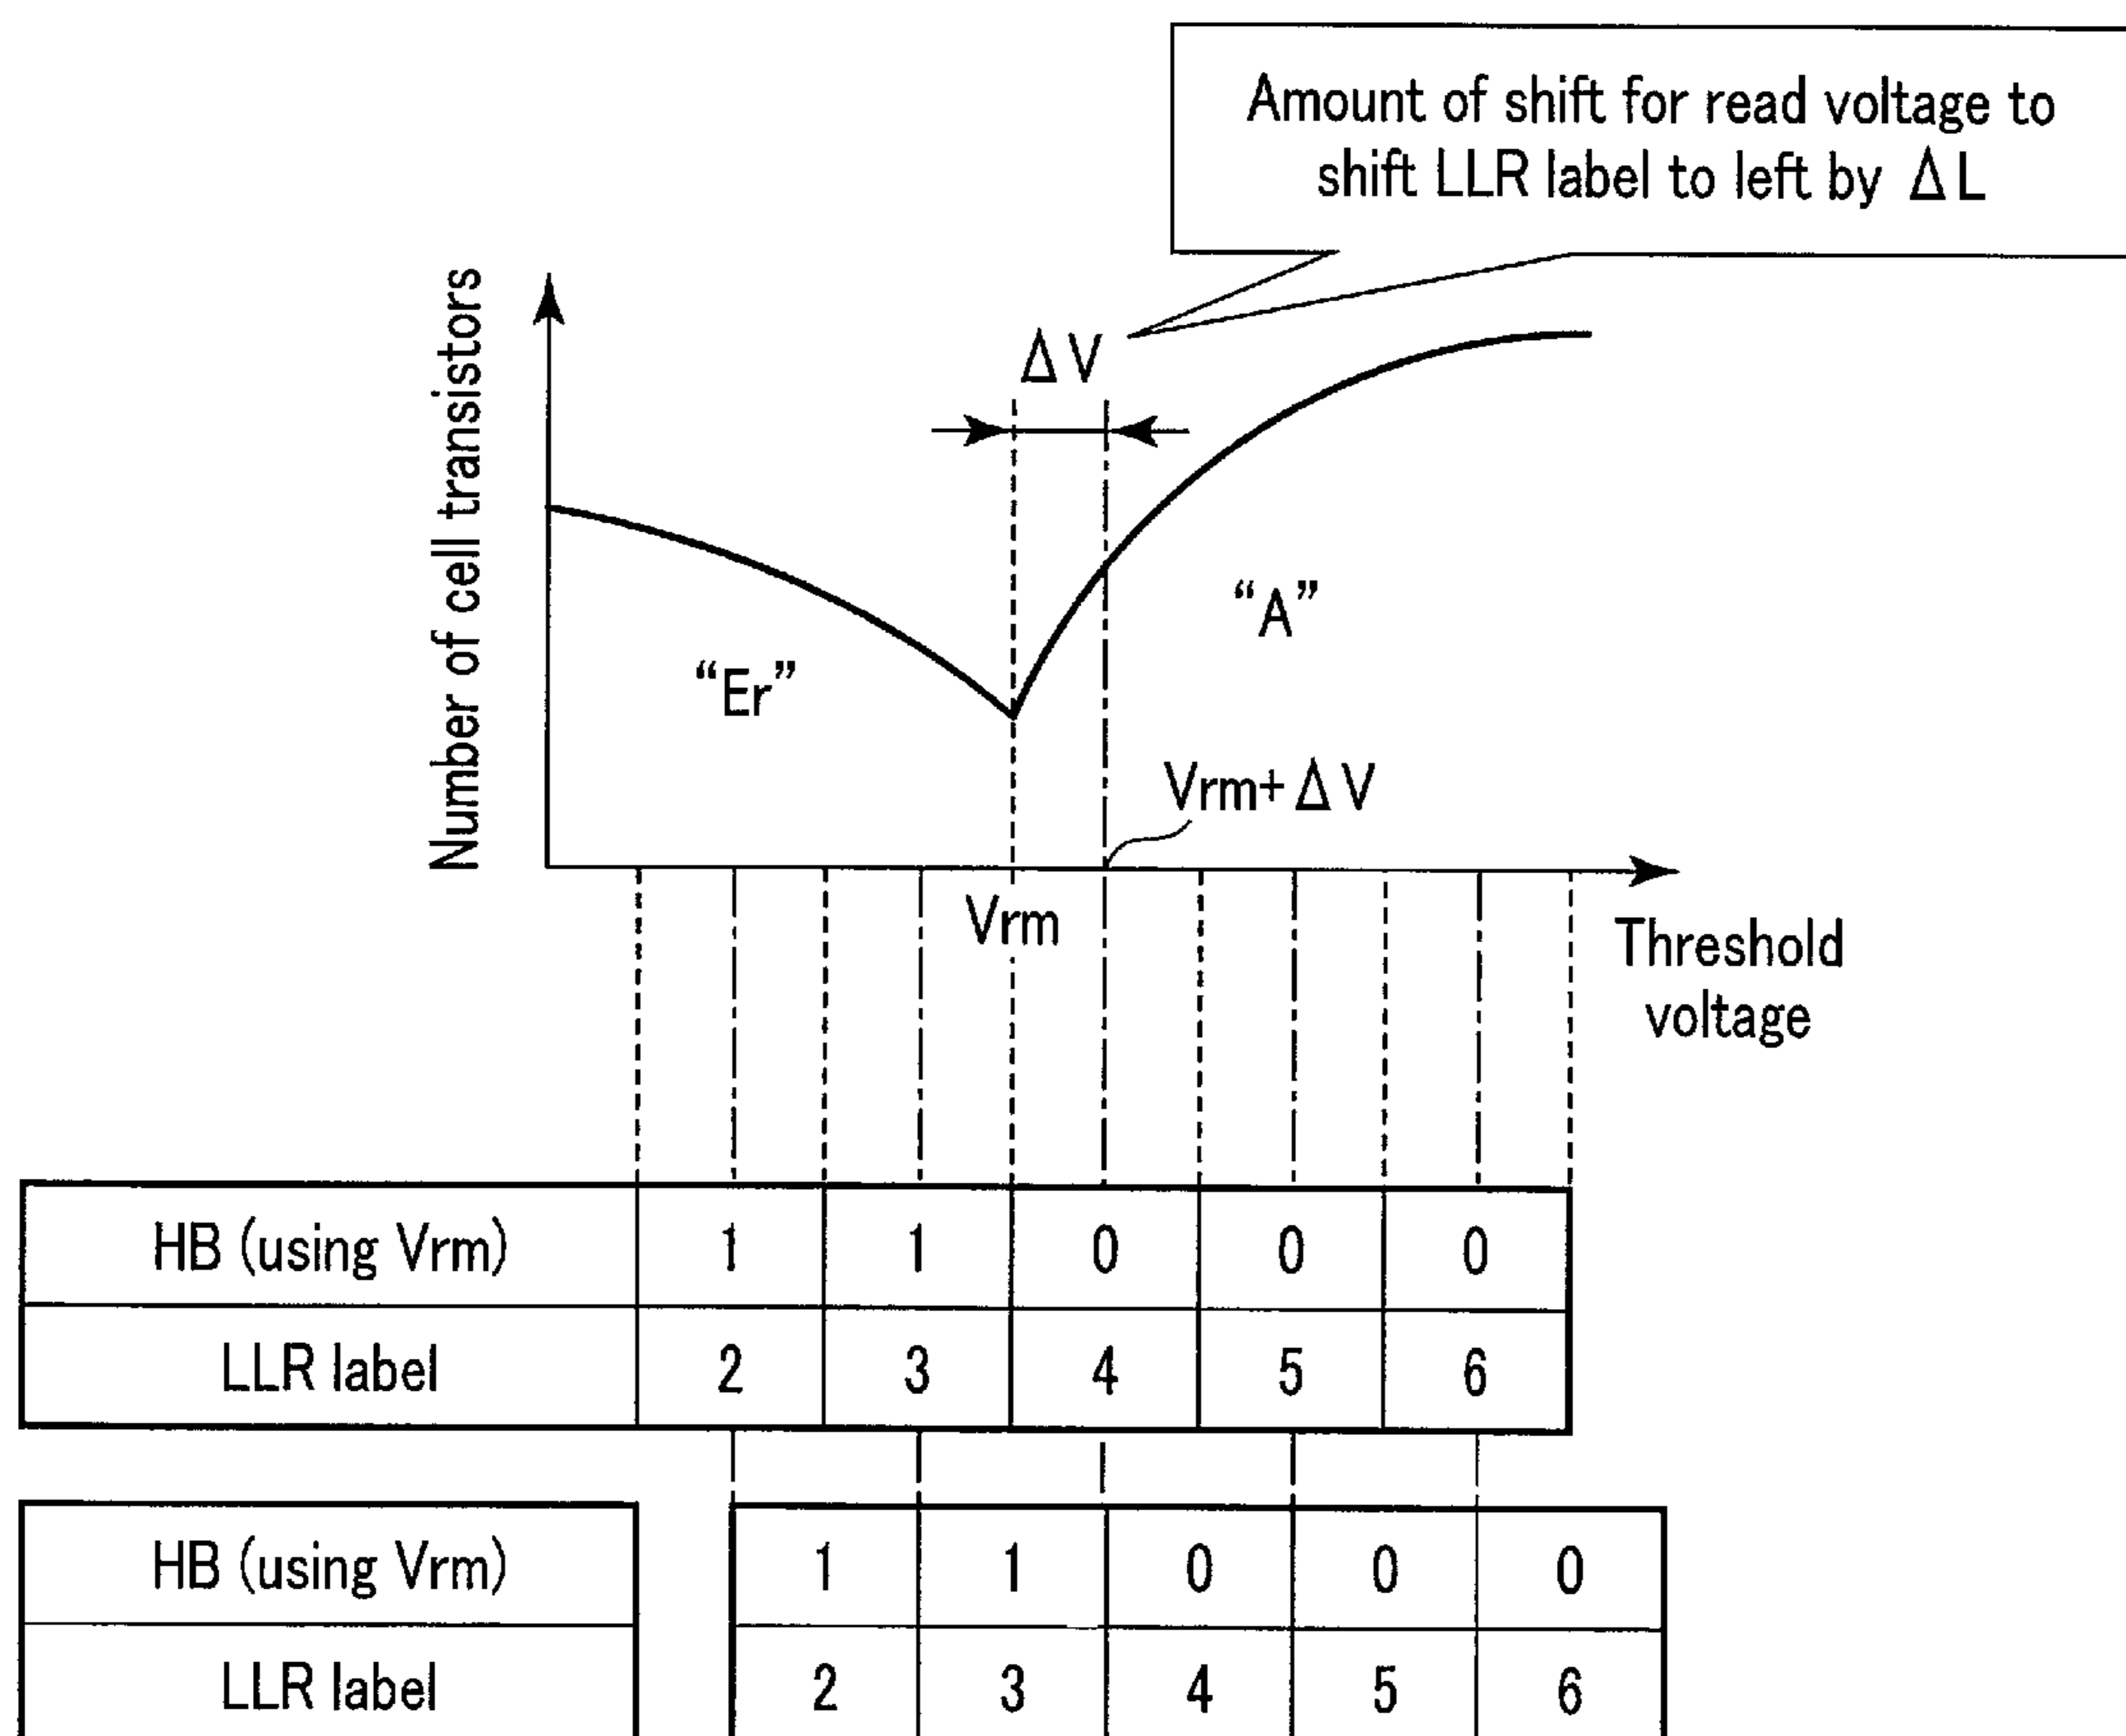 Amount of shift for read voltage to
shift LLR label to left by ΔL
Number of cell transistors
ΔV
“A”
“Er”
Vrm+ΔV
Vrm
Threshold
voltage
HB (using Vrm) 1 1 0 0 0
LLR label 2 3 4 5 6
HB (using Vrm) 1 1 0 0 0
LLR label 2 3 4 5 6